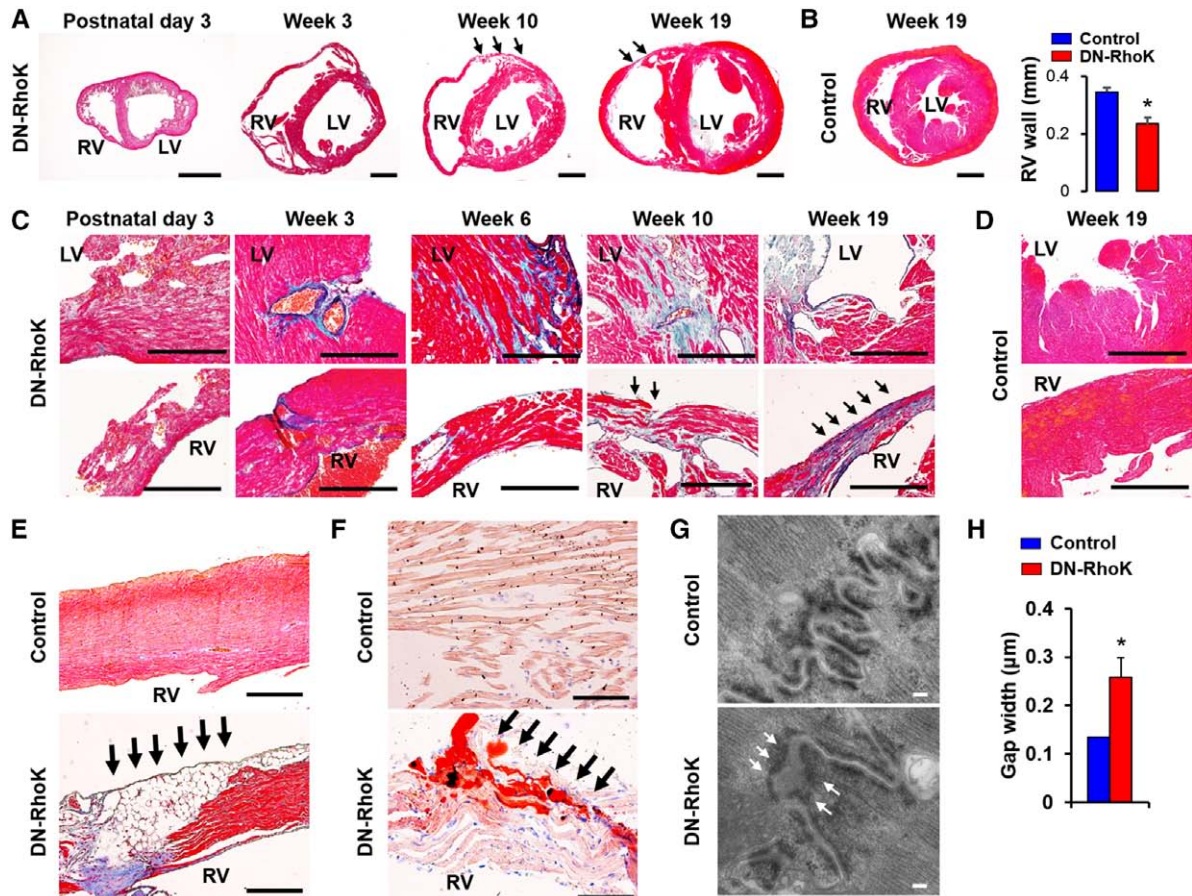 A
Postnatal day 3
Week 3
Week 10
Week 19
DN-RhoK
RV
LV
RV
LV
RV
LV
RV
LV
B
Week 19
Control
RV
LV
Control
DN-RhoK
RV wall (mm)
0.4
0.2
0
*
C
Postnatal day 3
Week 3
Week 6
Week 10
Week 19
DN-RhoK
LV
LV
LV
LV
LV
RV
RV
RV
RV
RV
D
Week 19
Control
LV
RV
E
Control
RV
DN-RhoK
RV
F
Control
DN-RhoK
RV
G
Control
DN-RhoK
H
Control
DN-RhoK
Gap width (µm)
0.4
0.3
0.2
0.1
0
*